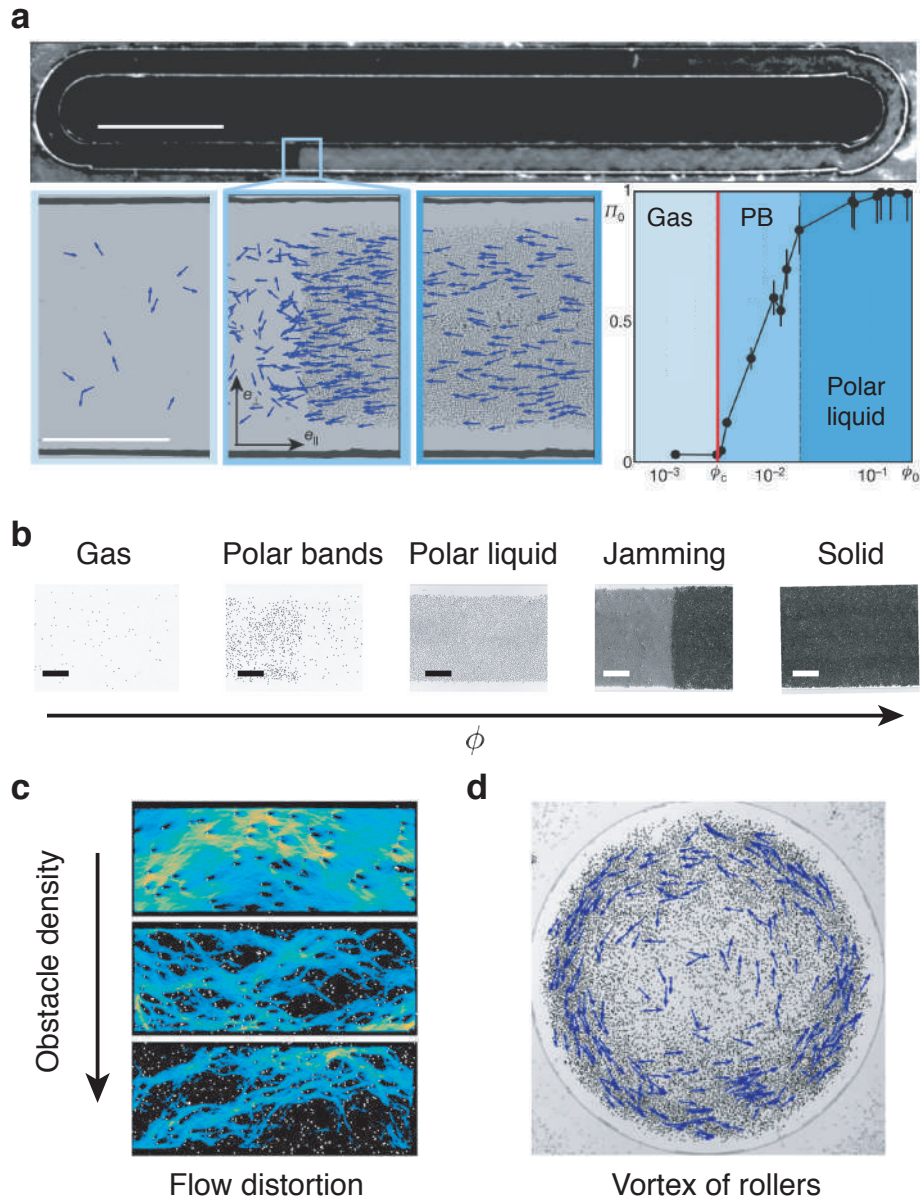 a
e⊥
e||
1
Π₀
0.5
0
Gas
PB
Polar
liquid
10⁻³
ϕc
10⁻²
10⁻¹
ϕ₀
b
Gas
Polar bands
Polar liquid
Jamming
Solid
ϕ
c
Obstacle density
Flow distortion
d
Vortex of rollers